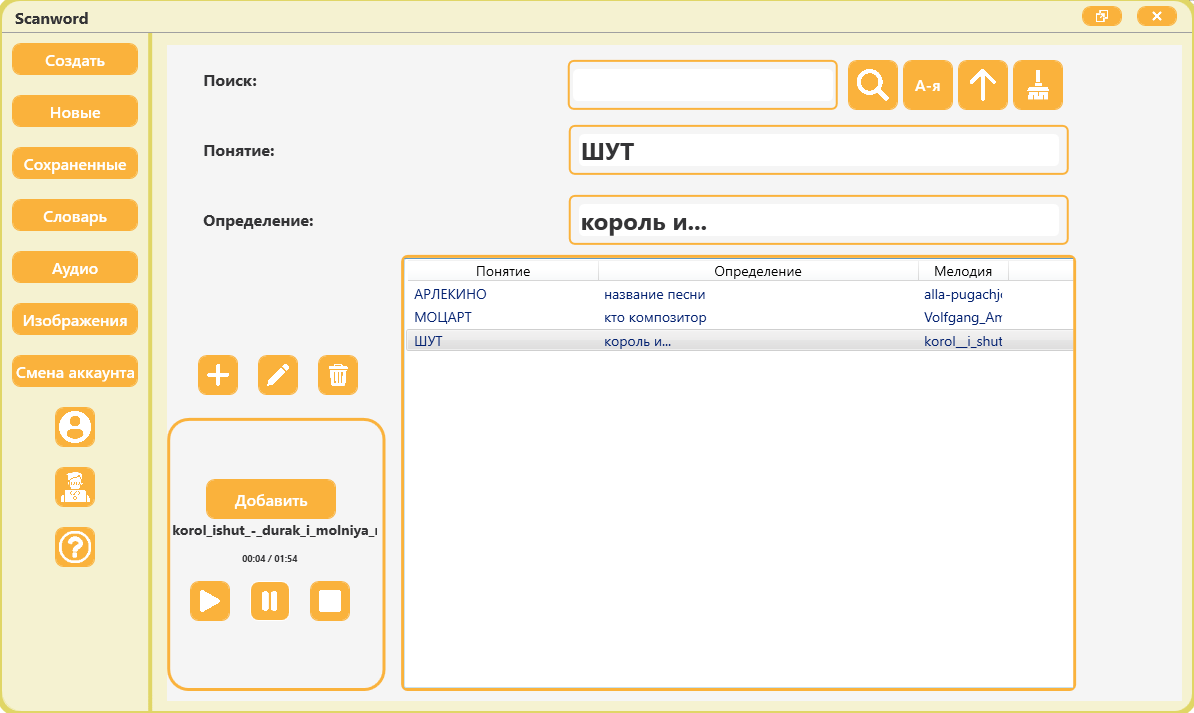 Scanword
Создать
Новые
Сохраненные
Словарь
Аудио
Изображения
Смена аккаунта
Поиск:
А-я
Понятие:
ШУТ
Определение:
король и...
Понятие Определение Мелодия
АРЛЕКИНО название песни alla-pugachj
МОЦАРТ кто композитор Volfgang_Am
ШУТ король и... korol__i_shut
Добавить
korol_ishut_-_durak_i_molniya_
00:04 / 01:54